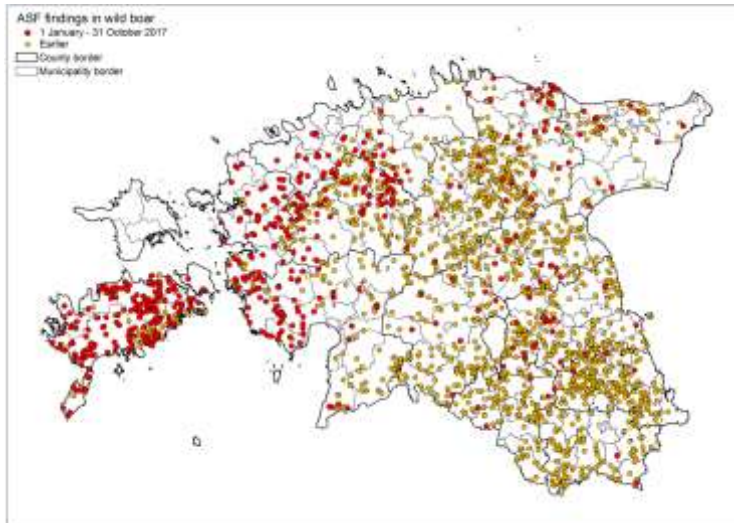 ASF findings in wild boar
1 January - 31 October 2017
Earlier
County border
Municipality border